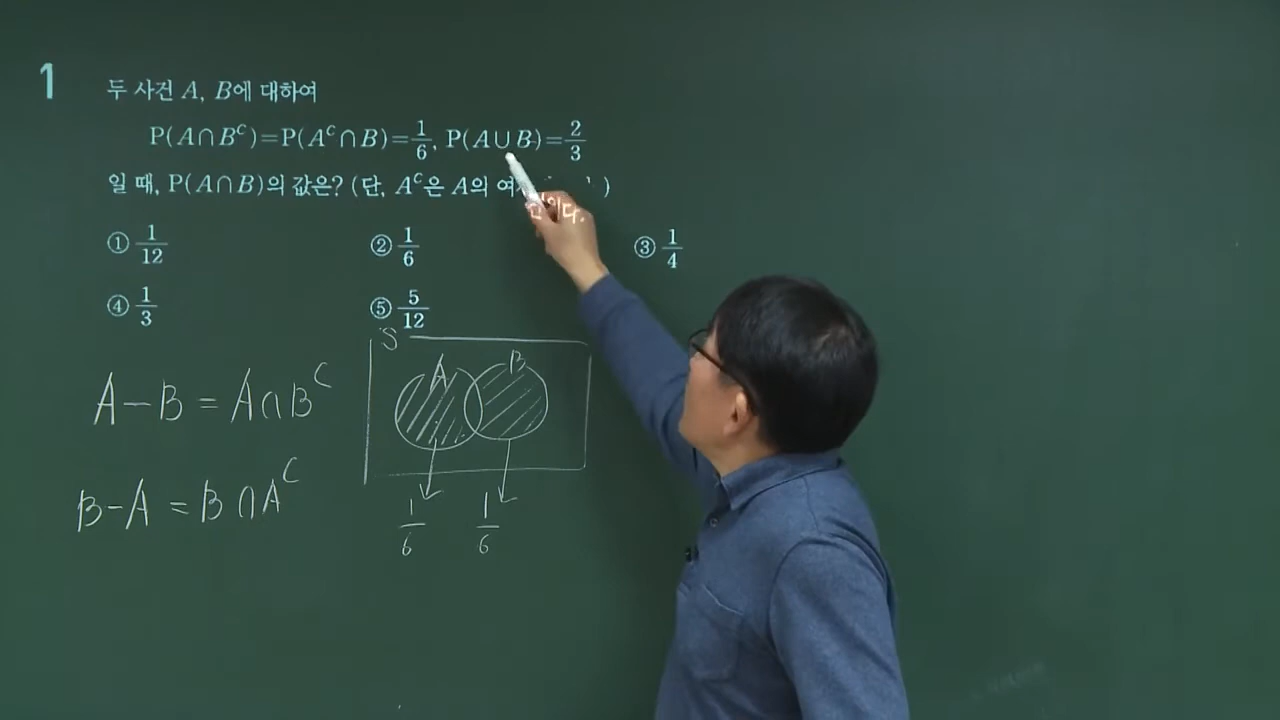 1
두 사건 A, B에 대하여
P(A∩B^C)=P(A^C∩B)=1/6, P(A∪B)=2/3
일 때, P(A∩B)의 값은? (단, A^C은 A의 여 )
이다.
① 1/12 ② 1/6 ③ 1/4
④ 1/3 ⑤ 5/12
S
A B
A-B = A∩B^C
B-A = B∩A^C
1/6 1/6